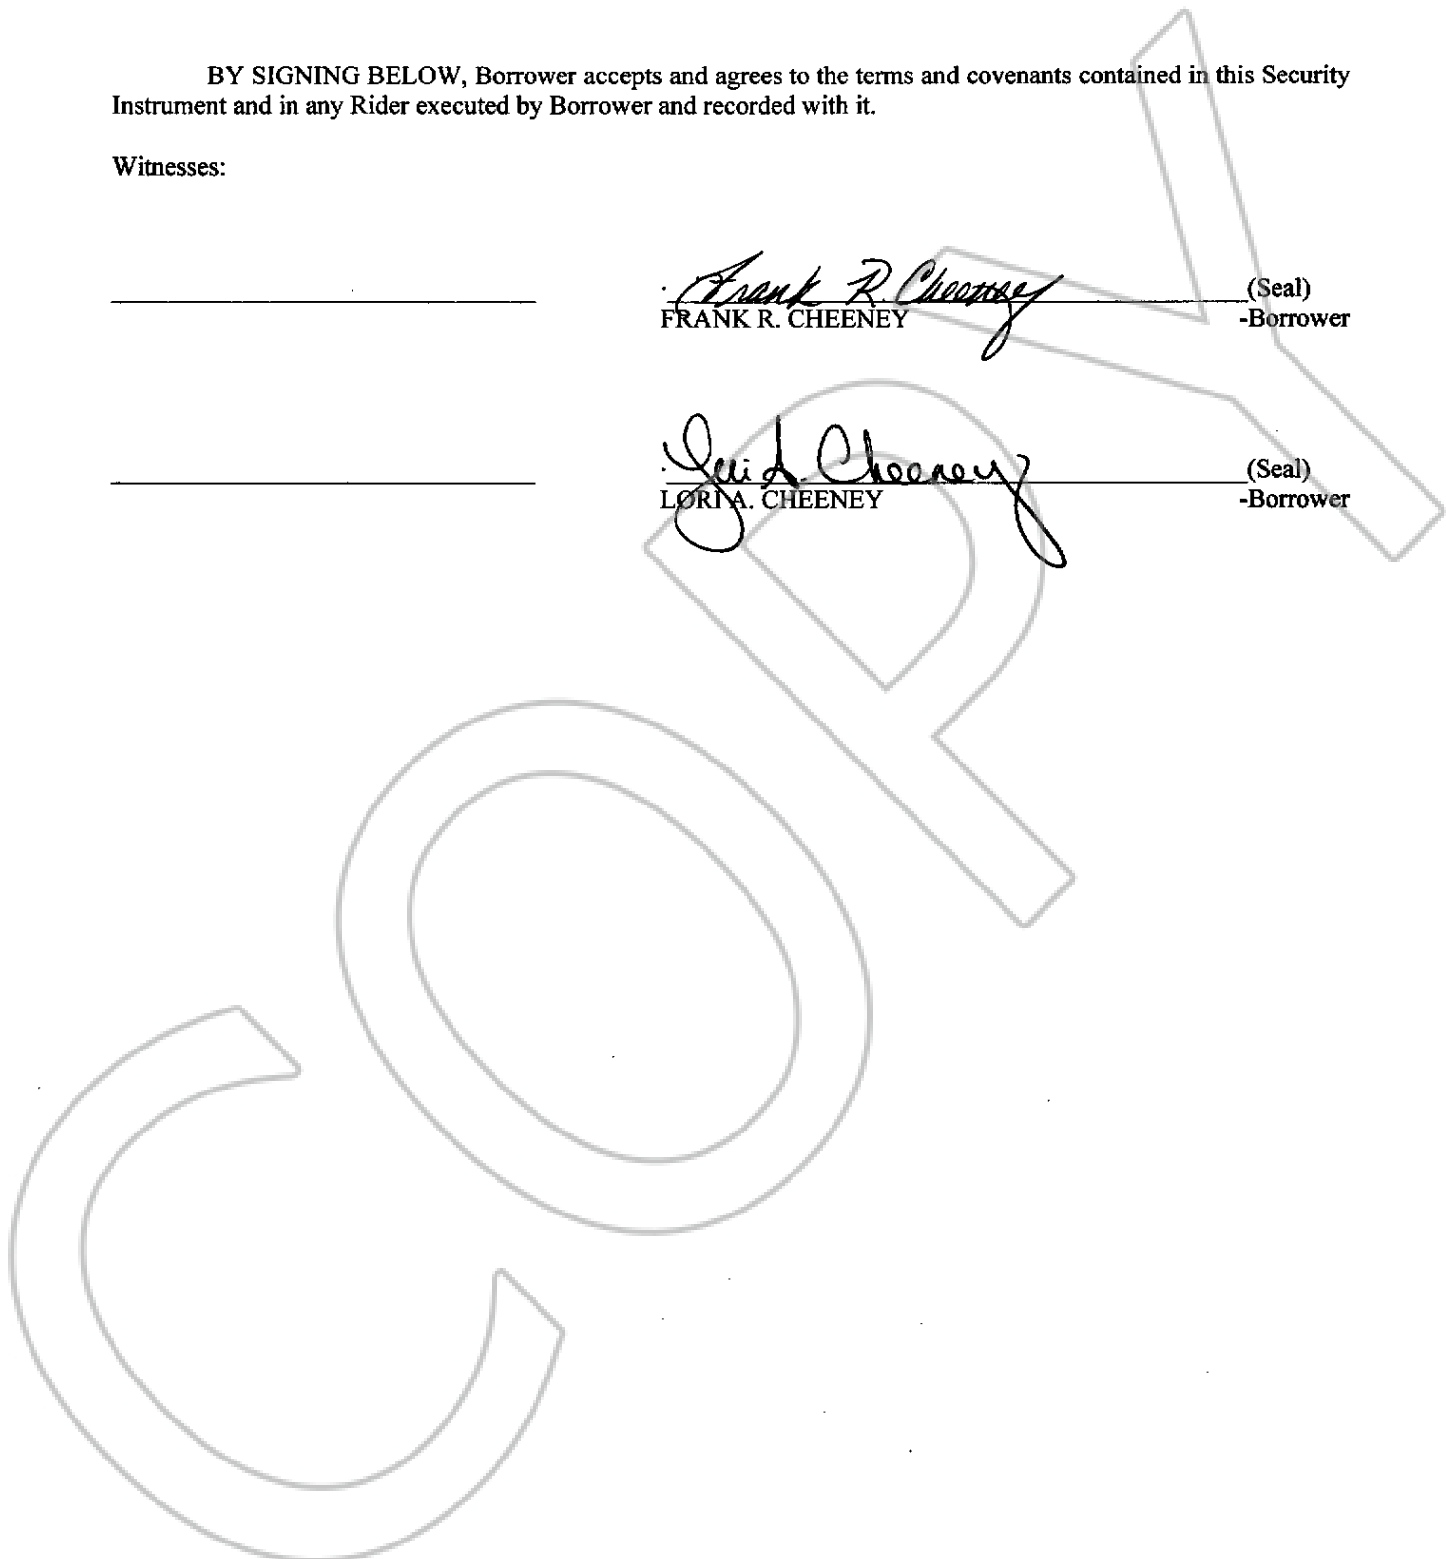 BY SIGNING BELOW, Borrower accepts and agrees to the terms and covenants contained in this Security
Instrument and in any Rider executed by Borrower and recorded with it.
Witnesses:
Frank R. Cheeney (Seal)
FRANK R. CHEENEY -Borrower
Lori A. Cheeney (Seal)
LORI A. CHEENEY -Borrower
COPY